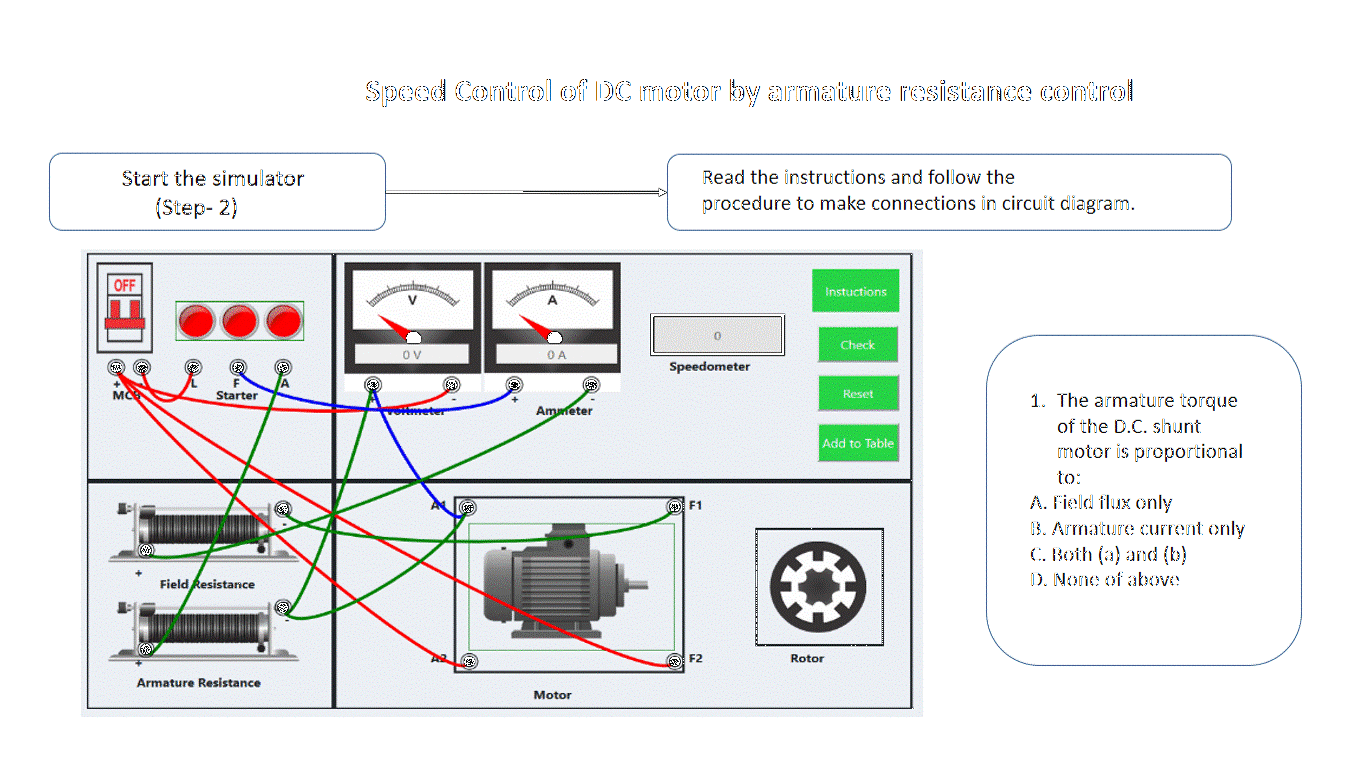 Speed Control of DC motor by armature resistance control
Start the simulator
(Step- 2)
Read the instructions and follow the
procedure to make connections in circuit diagram.
OFF
V
A
0 V
0 A
0
Speedometer
Instuctions
Check
Reset
Add to Table
+ -
MCB
L F A
Starter
+ -
Voltmeter
+ -
Ammeter
-
+
Field Resistance
-
+
Armature Resistance
A1
F1
A2
F2
Motor
Rotor
1. The armature torque
of the D.C. shunt
motor is proportional
to:
A. Field flux only
B. Armature current only
C. Both (a) and (b)
D. None of above